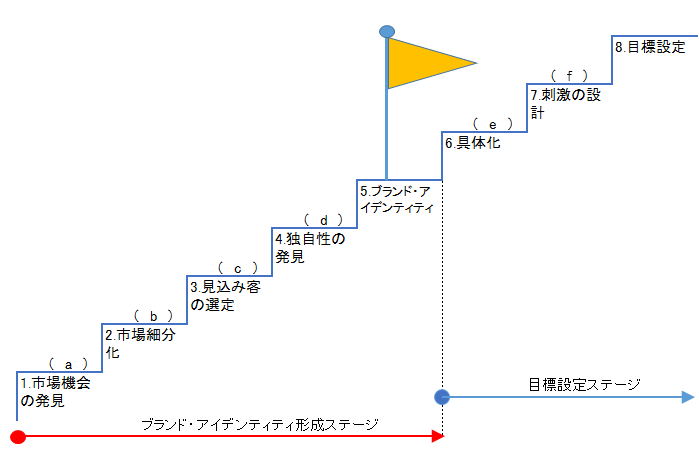 8.目標設定
（ f ）
7.刺激の設
計
（ e ）
6.具体化
5.ブランド・ア
イデンティティ
（ d ）
4.独自性の
発見
（ c ）
3.見込み客
の選定
（ b ）
2.市場細分
化
（ a ）
1.市場機会
の発見
目標設定ステージ
ブランド・アイデンティティ形成ステージ